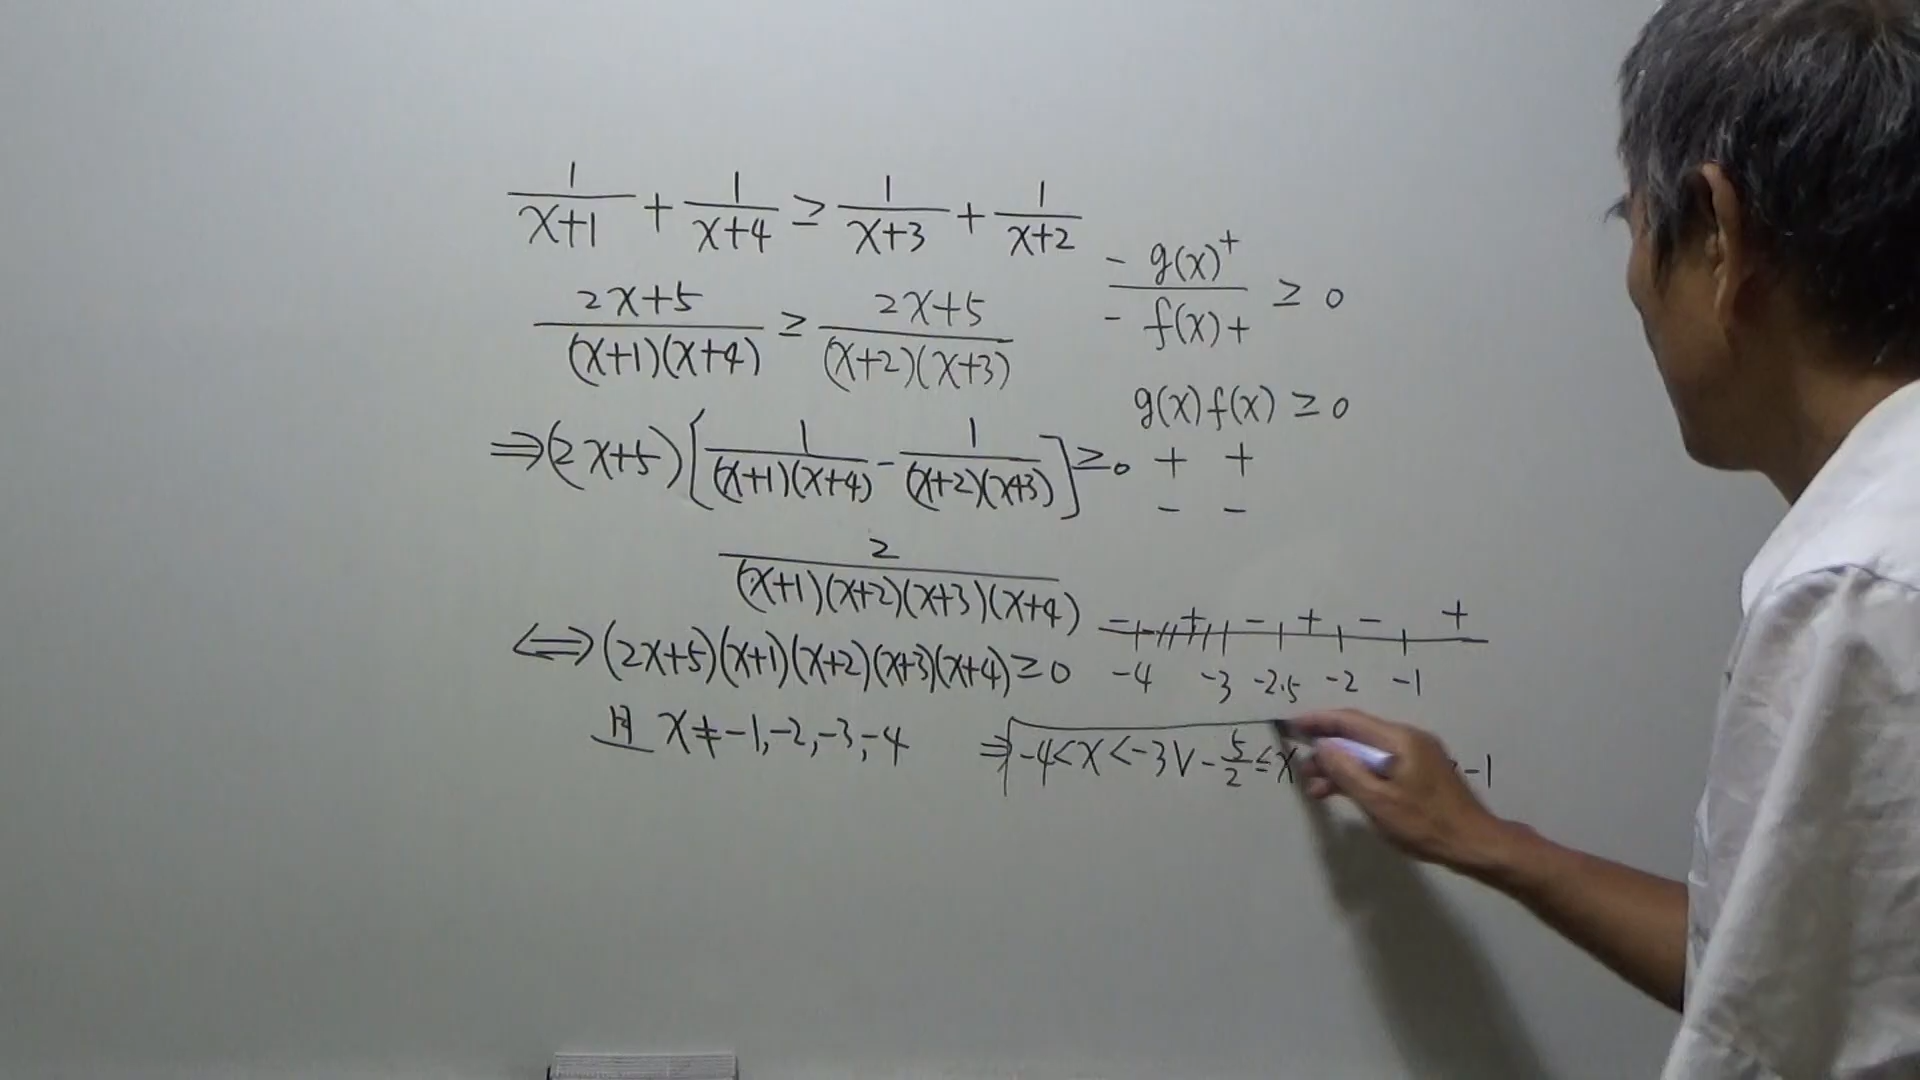 1/(x+1) + 1/(x+4) ≥ 1/(x+3) + 1/(x+2)
(2x+5)/((x+1)(x+4)) ≥ (2x+5)/((x+2)(x+3))
⇒ (2x+5)[1/((x+1)(x+4)) - 1/((x+2)(x+3))] ≥ 0
2/((x+1)(x+2)(x+3)(x+4))
⇔ (2x+5)(x+1)(x+2)(x+3)(x+4) ≥ 0
且 x ≠ -1, -2, -3, -4
- g(x) +
- f(x) + ≥ 0
g(x) f(x) ≥ 0
+ +
- -
- + - + - +
-4 -3 -2.5 -2 -1
⇒ -4 < x < -3 ∨ -5/2 ≤ x
-1